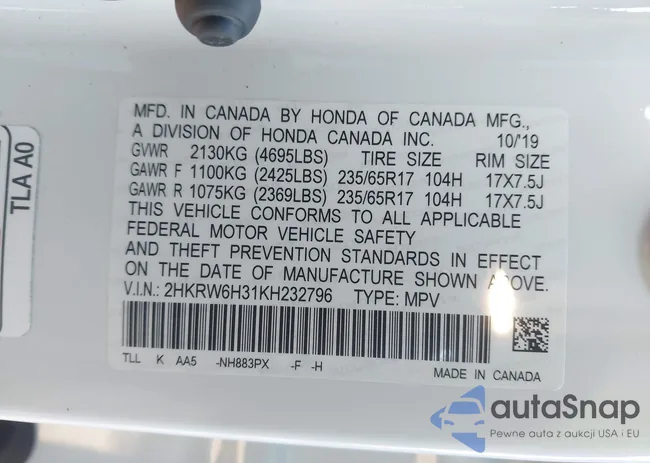 MFD. IN CANADA BY HONDA OF CANADA MFG.,
A DIVISION OF HONDA CANADA INC. 10/'19
GVWR 2130KG (4695LBS) TIRE SIZE RIM SIZE
GAWR F 1100KG (2425LBS) 235/65R17 104H 17X7.5J
GAWR R 1075KG (2369LBS) 235/65R17 104H 17X7.5J
THIS VEHICLE CONFORMS TO ALL APPLICABLE
FEDERAL MOTOR VEHICLE SAFETY
AND THEFT PREVENTION STANDARDS IN EFFECT
ON THE DATE OF MANUFACTURE SHOWN ABOVE.
V.I.N.: 2HKRW6H31KH232796 TYPE: MPV
TLL K AA5 -NH883PX -F -H
MADE IN CANADA
TLA A0
autaSnap
Pewne auta z aukcji USA i EU